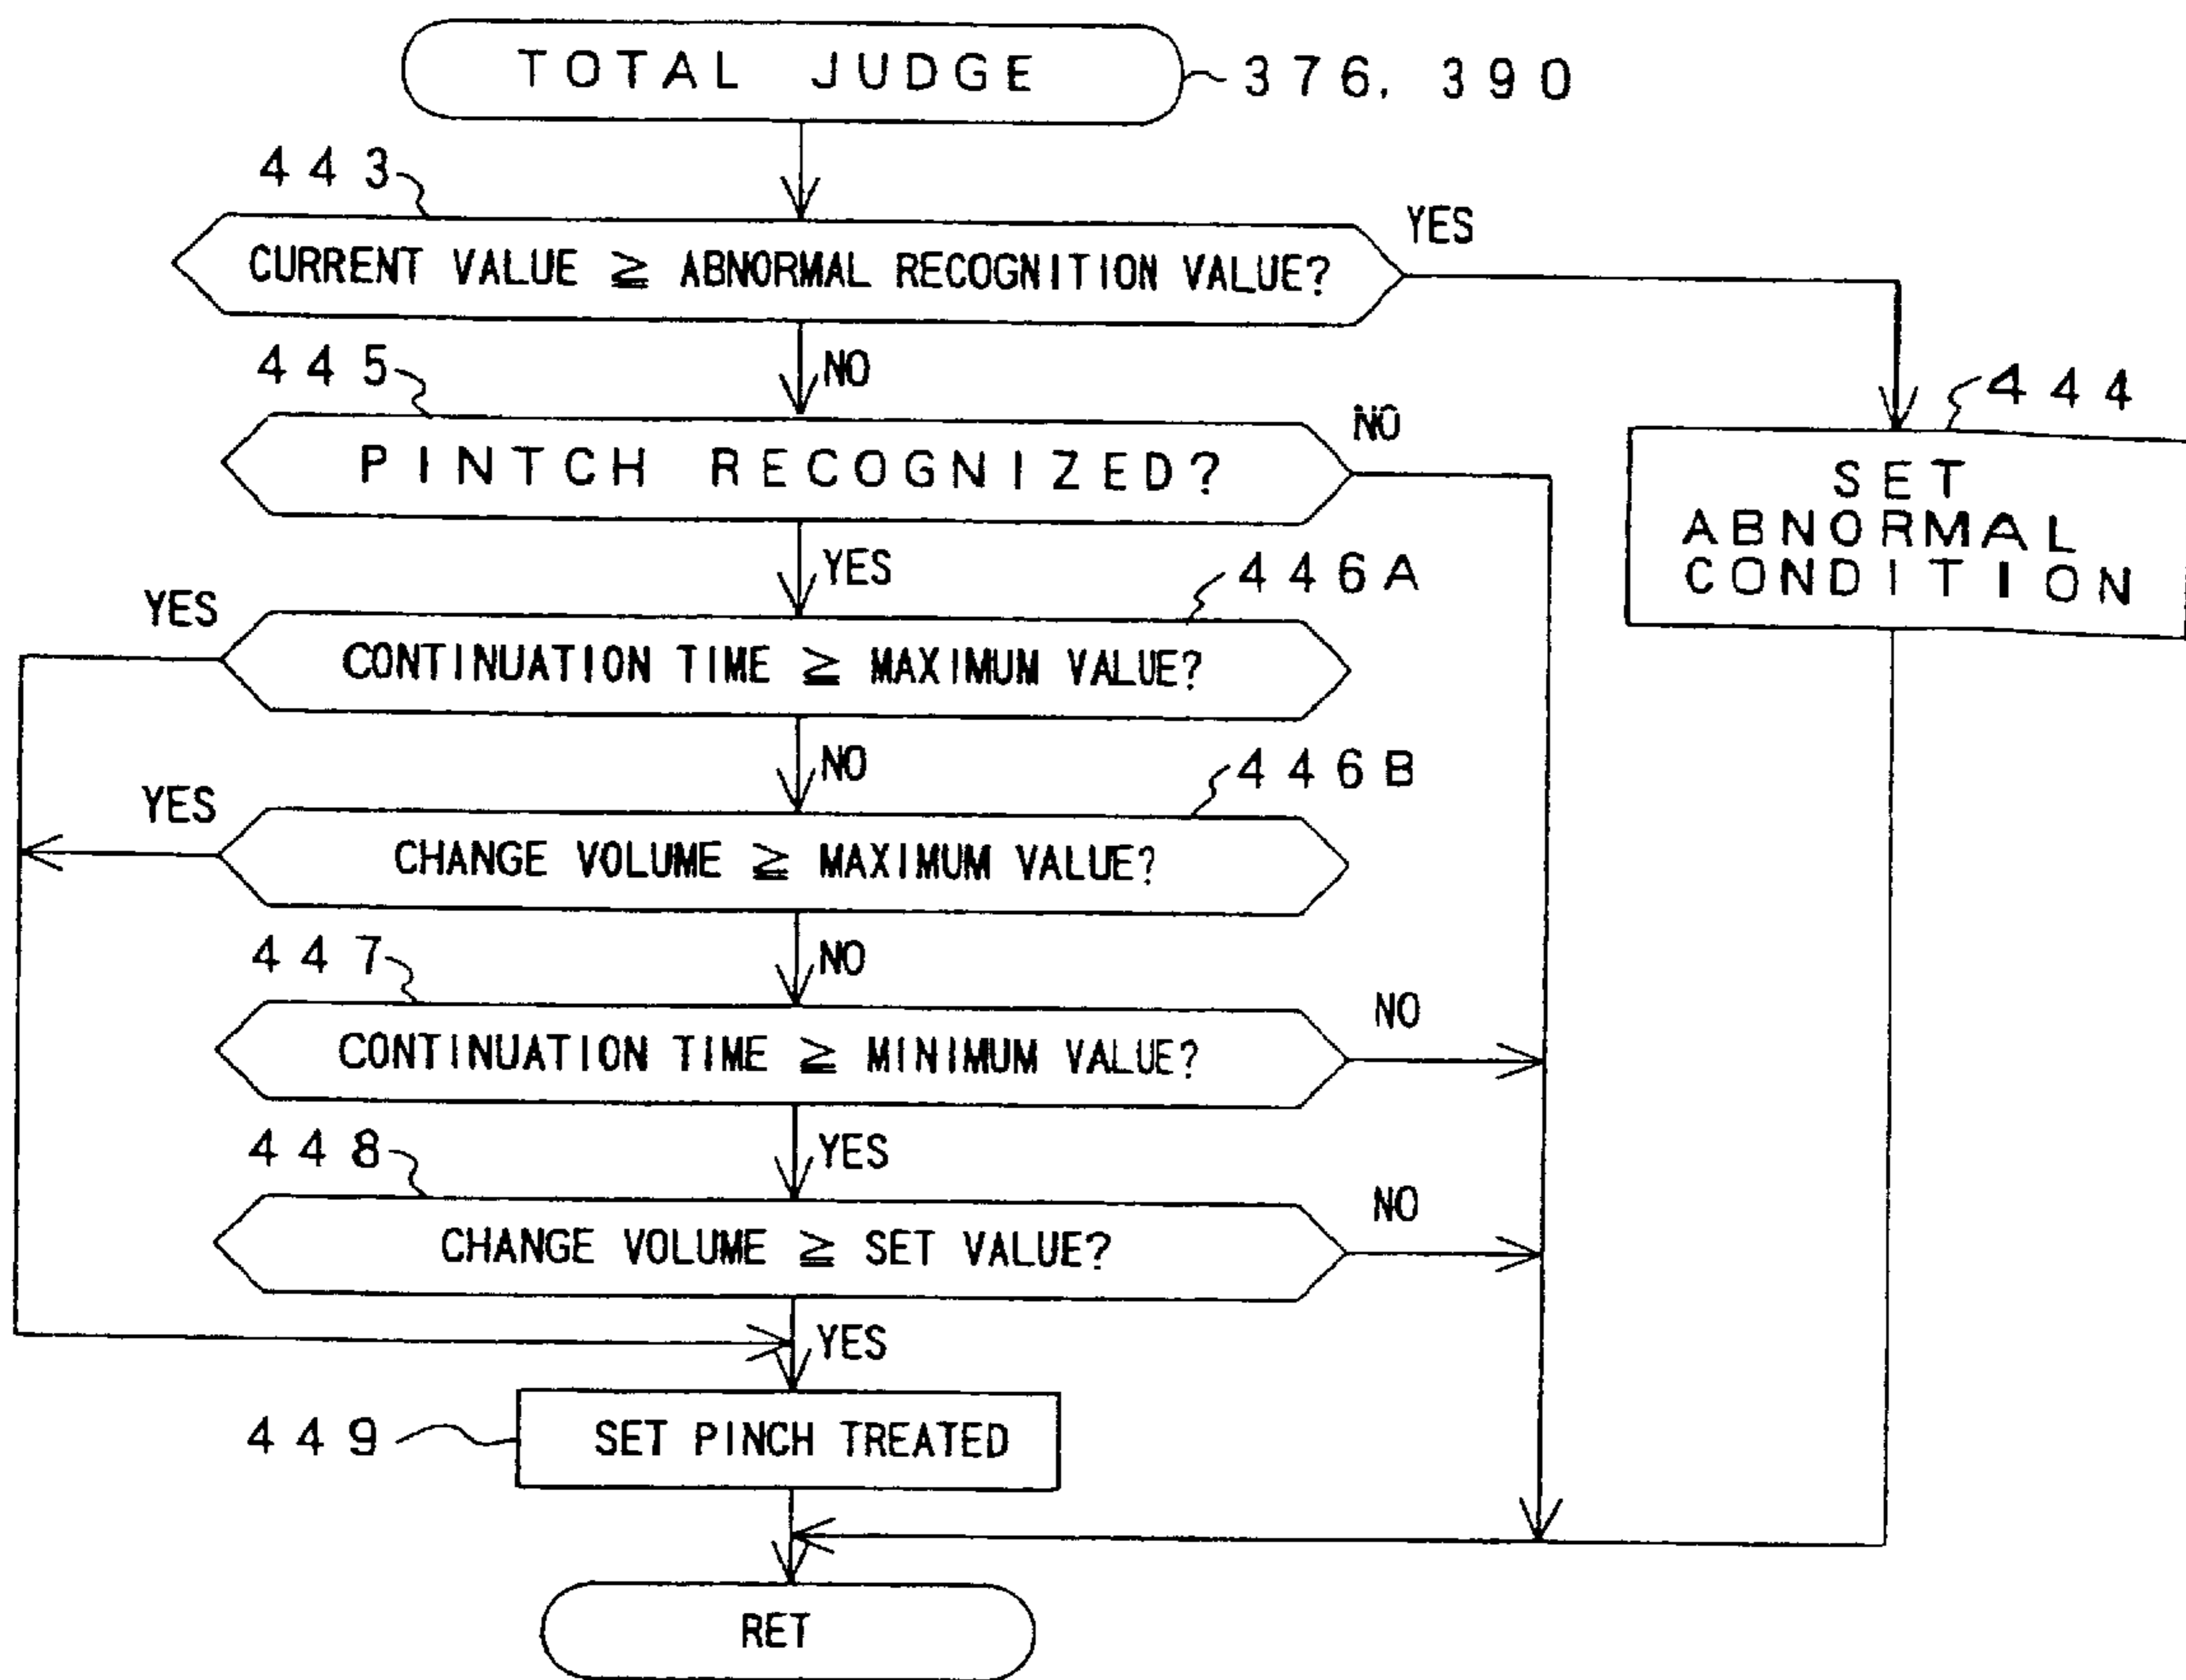 TOTAL JUDGE
376, 390
443
CURRENT VALUE ≧ ABNORMAL RECOGNITION VALUE?
YES
NO
445
PINTCH RECOGNIZED?
NO
444
SET
ABNORMAL
CONDITION
YES
446A
YES
CONTINUATION TIME ≧ MAXIMUM VALUE?
NO
446B
YES
CHANGE VOLUME ≧ MAXIMUM VALUE?
NO
447
CONTINUATION TIME ≧ MINIMUM VALUE?
NO
YES
448
CHANGE VOLUME ≧ SET VALUE?
NO
YES
449
SET PINCH TREATED
RET